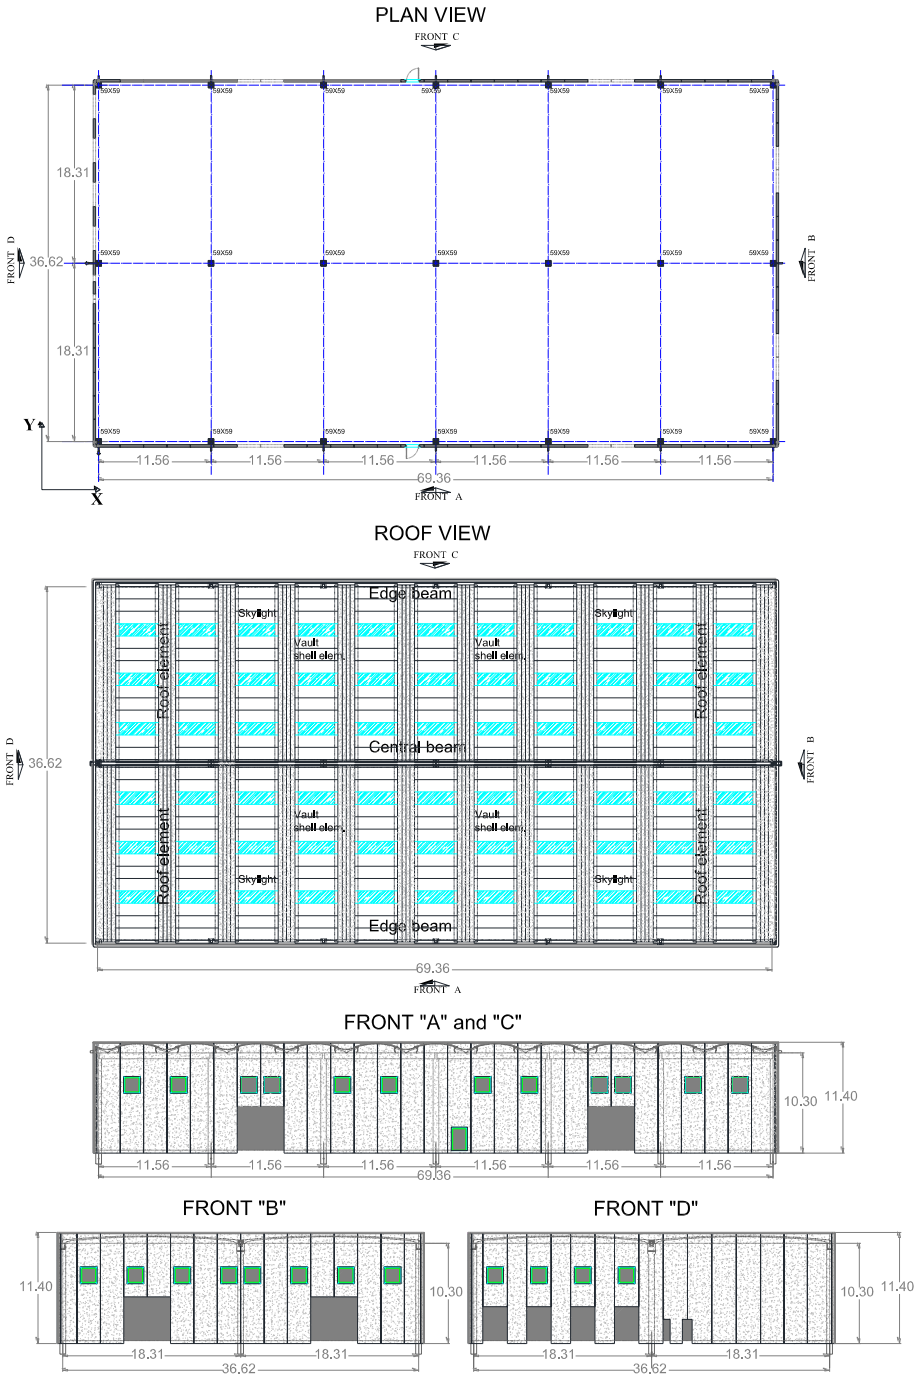 PLAN VIEW
FRONT C
59X59 59X59 59X59 59X59 59X59 59X59 59X59
18.31
FRONT D
36.62
59X59 59X59 59X59 59X59 59X59 59X59 59X59
FRONT B
18.31
Y
59X59 59X59 59X59 59X59 59X59 59X59 59X59
11.56 11.56 11.56 11.56 11.56 11.56
69.36
X
FRONT A
ROOF VIEW
FRONT C
Edge beam
Skylight Skylight
Vault
shell elem.
Vault
shell elem.
Roof element
Roof element
Central beam
FRONT D
36.62
FRONT B
Vault
shell elem.
Vault
shell elem.
Roof element
Roof element
Skylight Skylight
Edge beam
69.36
FRONT A
FRONT "A" and "C"
10.30
11.40
11.56 11.56 11.56 11.56 11.56 11.56
69.36
FRONT "B"
11.40
10.30
18.31 18.31
36.62
FRONT "D"
10.30
11.40
18.31 18.31
36.62